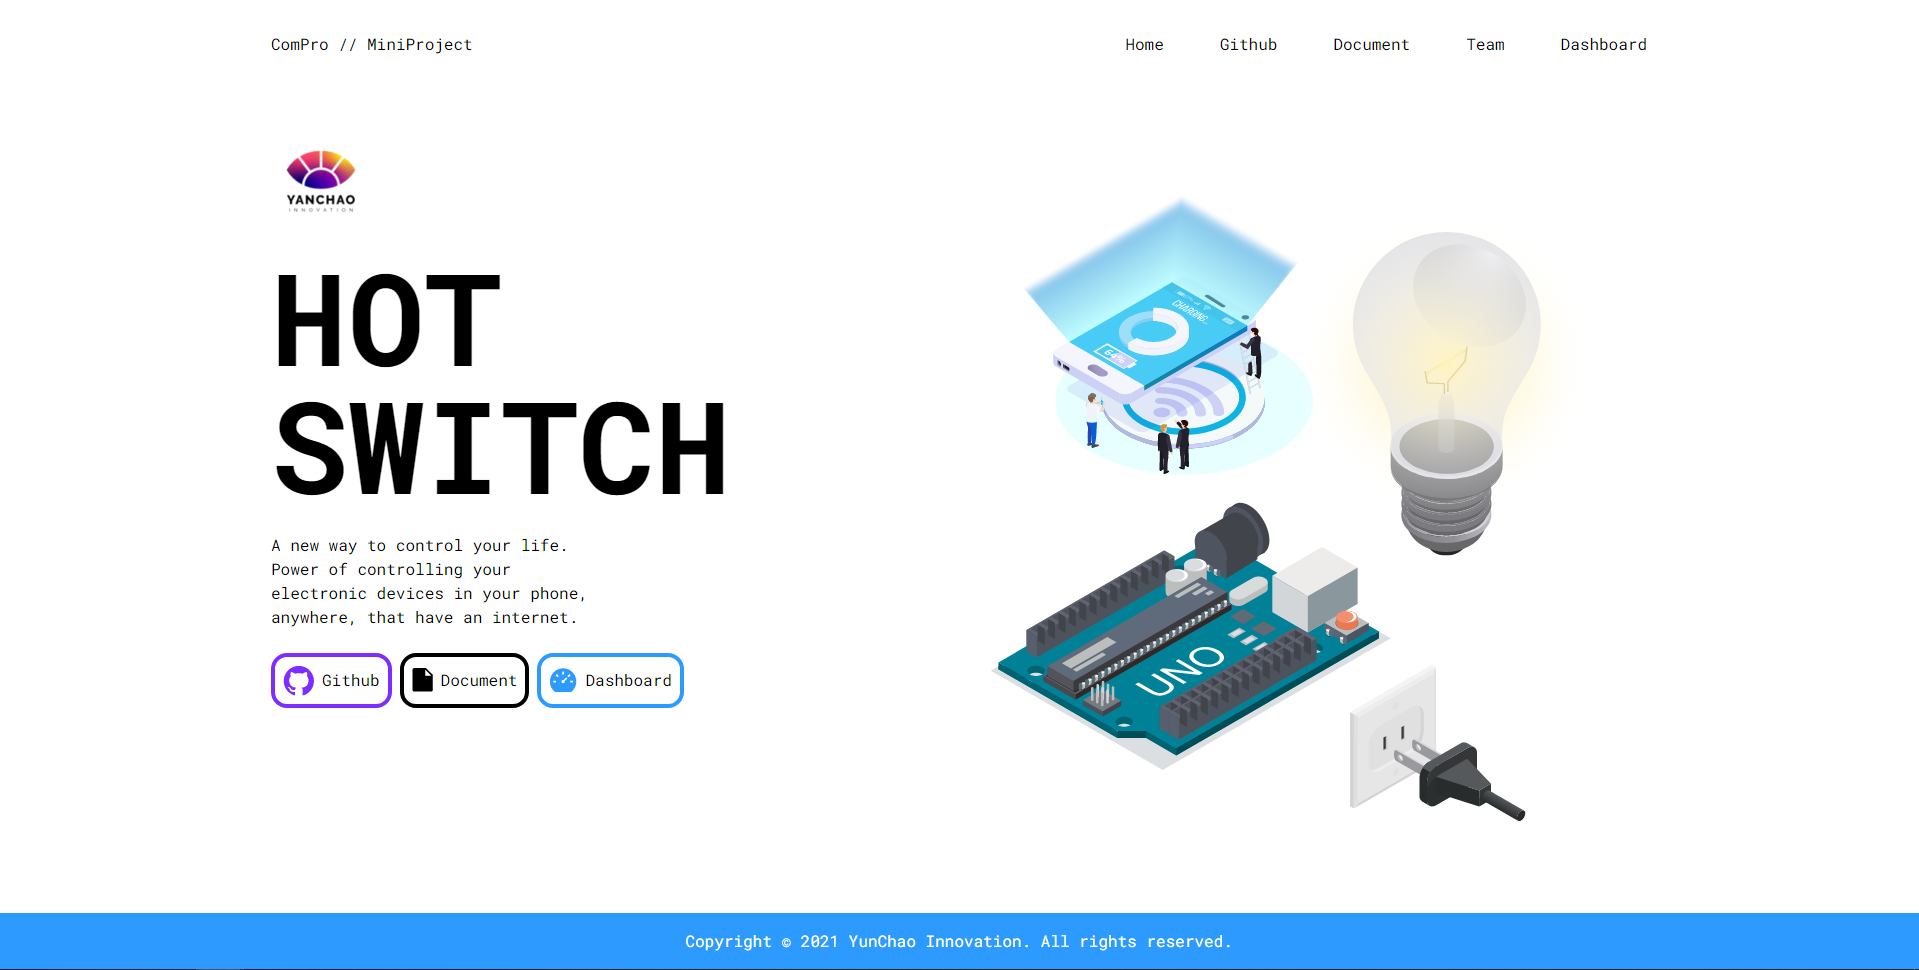 ComPro // MiniProject
Home Github Document Team Dashboard
YANCHAO
INNOVATION
HOT
SWITCH
A new way to control your life.
Power of controlling your
electronic devices in your phone,
anywhere, that have an internet.
Github Document Dashboard
CHARGING...
64%
UNO
Copyright © 2021 YunChao Innovation. All rights reserved.